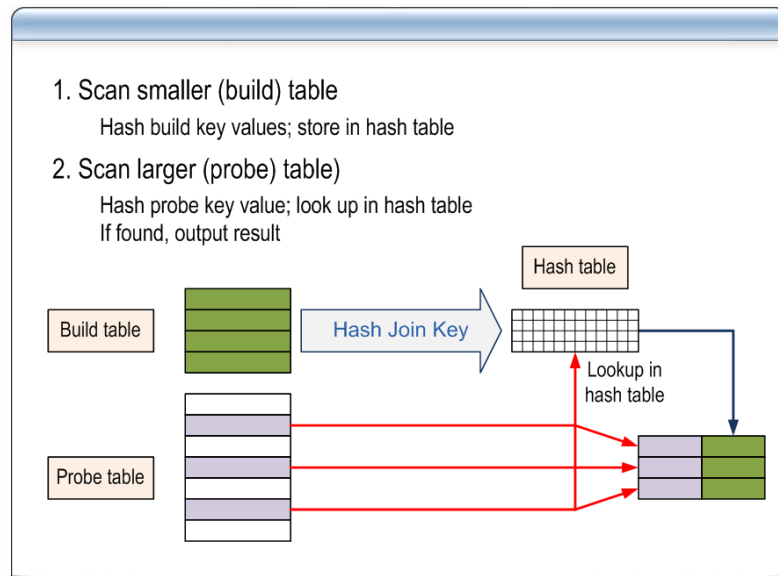 1. Scan smaller (build) table
Hash build key values; store in hash table
2. Scan larger (probe) table)
Hash probe key value; look up in hash table
If found, output result
Hash table
Build table
Hash Join Key
Lookup in
hash table
Probe table